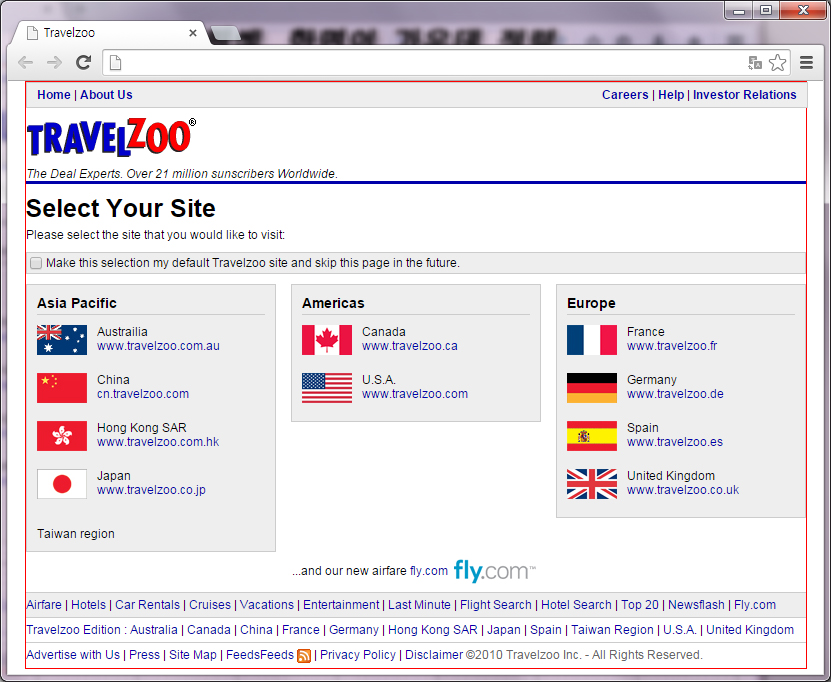 Travelzoo
Home | About Us
Careers | Help | Investor Relations
TRAVELZOO®
The Deal Experts. Over 21 million sunscribers Worldwide.
Select Your Site
Please select the site that you would like to visit:
Make this selection my default Travelzoo site and skip this page in the future.
Asia Pacific
Austrailia
www.travelzoo.com.au
China
cn.travelzoo.com
Hong Kong SAR
www.travelzoo.com.hk
Japan
www.travelzoo.co.jp
Taiwan region
Americas
Canada
www.travelzoo.ca
U.S.A.
www.travelzoo.com
Europe
France
www.travelzoo.fr
Germany
www.travelzoo.de
Spain
www.travelzoo.es
United Kingdom
www.travelzoo.co.uk
...and our new airfare fly.com fly.com™
Airfare | Hotels | Car Rentals | Cruises | Vacations | Entertainment | Last Minute | Flight Search | Hotel Search | Top 20 | Newsflash | Fly.com
Travelzoo Edition : Australia | Canada | China | France | Germany | Hong Kong SAR | Japan | Spain | Taiwan Region | U.S.A. | United Kingdom
Advertise with Us | Press | Site Map | FeedsFeeds | Privacy Policy | Disclaimer ©2010 Travelzoo Inc. - All Rights Reserved.